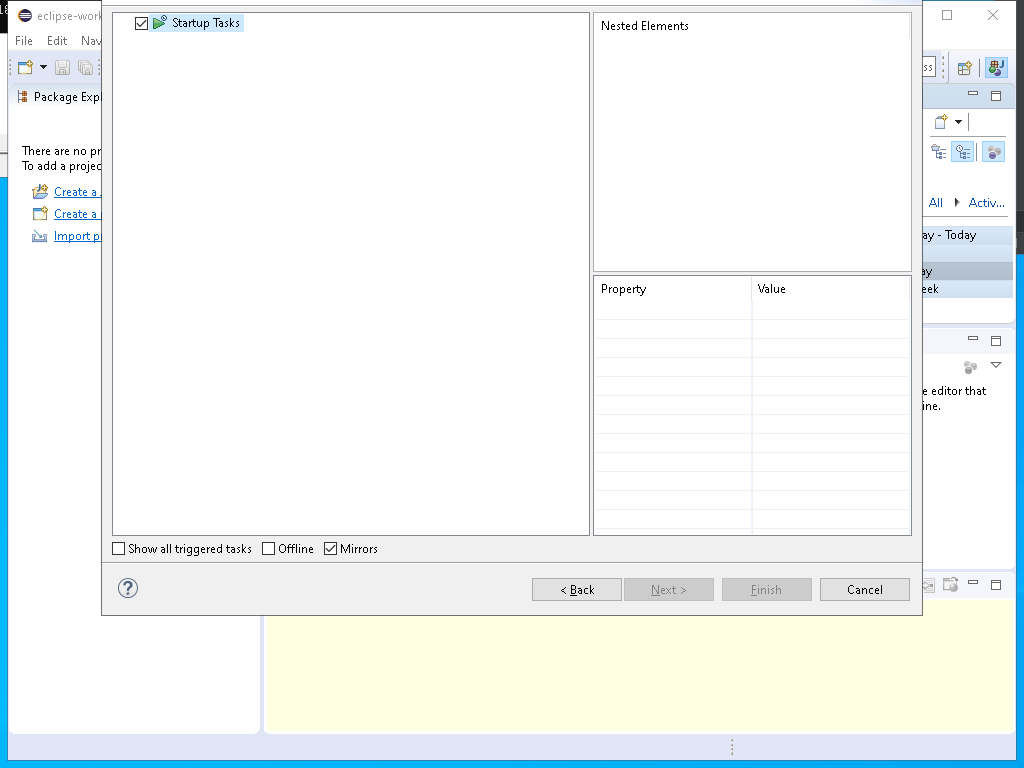 eclipse-work
File Edit Nav
Package Expl
There are no pr
To add a projec
Create a
Create a
Import p
Startup Tasks
Nested Elements
Property Value
Show all triggered tasks Offline Mirrors
< Back Next > Finish Cancel
ss
All Activ...
ay - Today
ay
eek
e editor that
ine.